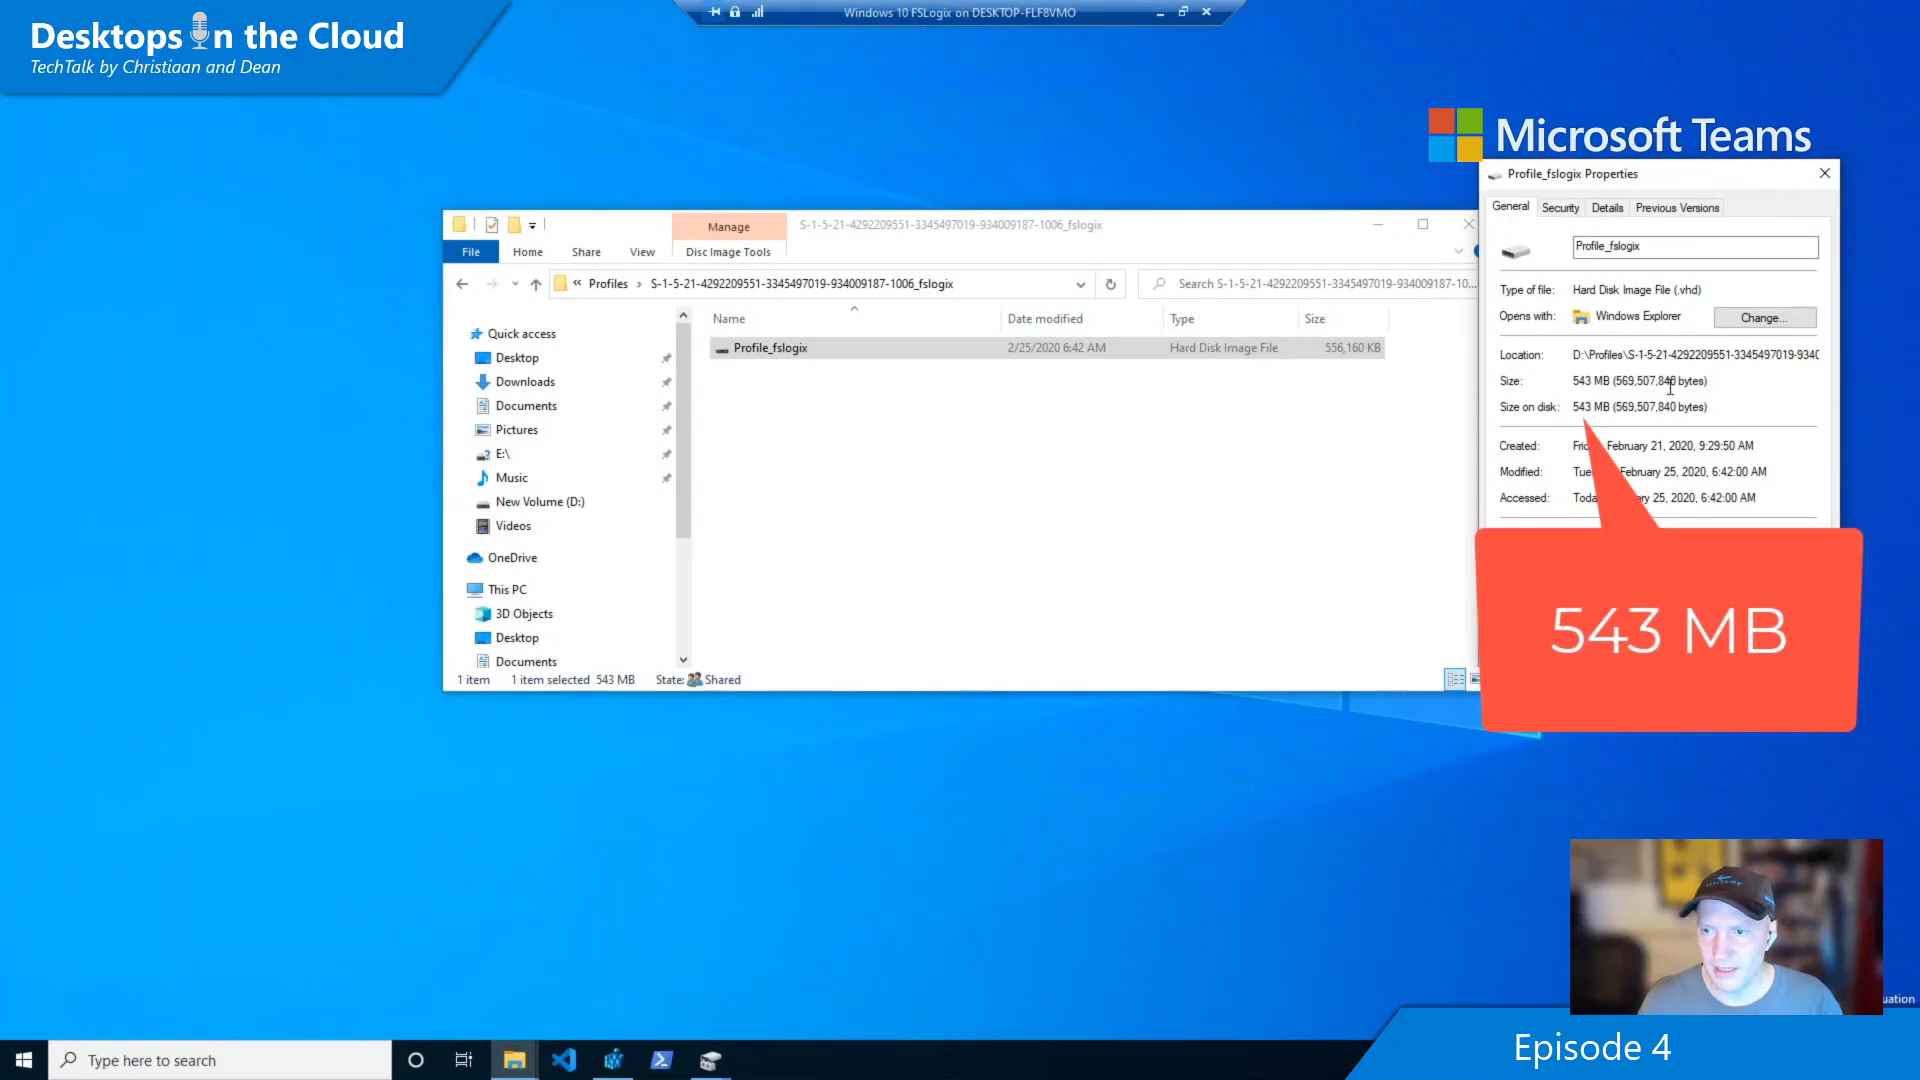 Desktops n the Cloud
TechTalk by Christiaan and Dean
Windows 10 FSLogix on DESKTOP-FLF8VMO
Microsoft Teams
Manage
S-1-5-21-4292209551-3345497019-934009187-1006_fslogix
File
Home
Share
View
Disc Image Tools
« Profiles › S-1-5-21-4292209551-3345497019-934009187-1006_fslogix
Search S-1-5-21-4292209551-3345497019-934009187-10...
Quick access
Desktop
Downloads
Documents
Pictures
E:\
Music
New Volume (D:)
Videos
OneDrive
This PC
3D Objects
Desktop
Documents
Name
Date modified
Type
Size
Profile_fslogix
2/25/2020 6:42 AM
Hard Disk Image File
556,160 KB
1 item
1 item selected 543 MB
State: Shared
Profile_fslogix Properties
General
Security
Details
Previous Versions
Profile_fslogix
Type of file: Hard Disk Image File (.vhd)
Opens with: Windows Explorer
Change...
Location: D:\Profiles\S-1-5-21-4292209551-3345497019-934(
Size: 543 MB (569,507,840 bytes)
Size on disk: 543 MB (569,507,840 bytes)
Created: February 21, 2020, 9:29:50 AM
Modified: February 25, 2020, 6:42:00 AM
Accessed: 25, 2020, 6:42:00 AM
543 MB
Episode 4
Type here to search